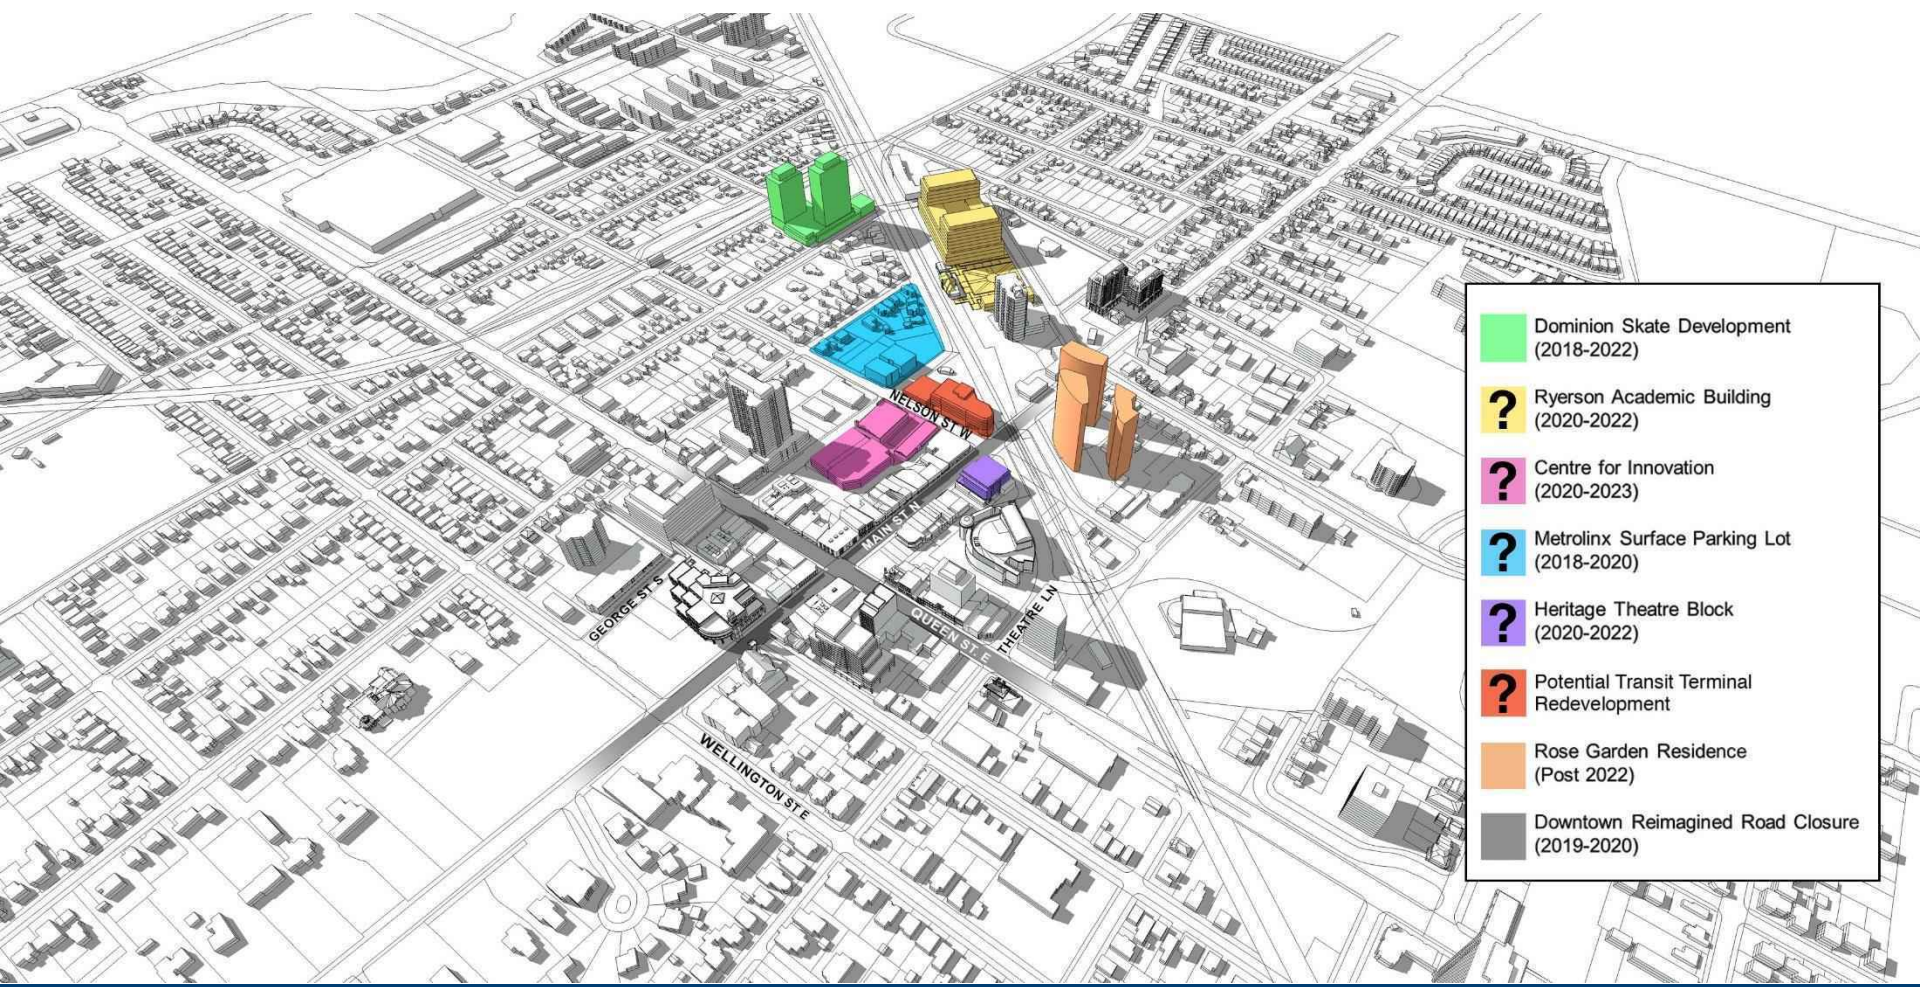 NELSON ST W
MAIN ST N
GEORGE ST S
QUEEN ST. E
THEATRE LN
WELLINGTON ST E
Dominion Skate Development
(2018-2022)
?
Ryerson Academic Building
(2020-2022)
?
Centre for Innovation
(2020-2023)
?
Metrolinx Surface Parking Lot
(2018-2020)
?
Heritage Theatre Block
(2020-2022)
?
Potential Transit Terminal
Redevelopment
Rose Garden Residence
(Post 2022)
Downtown Reimagined Road Closure
(2019-2020)